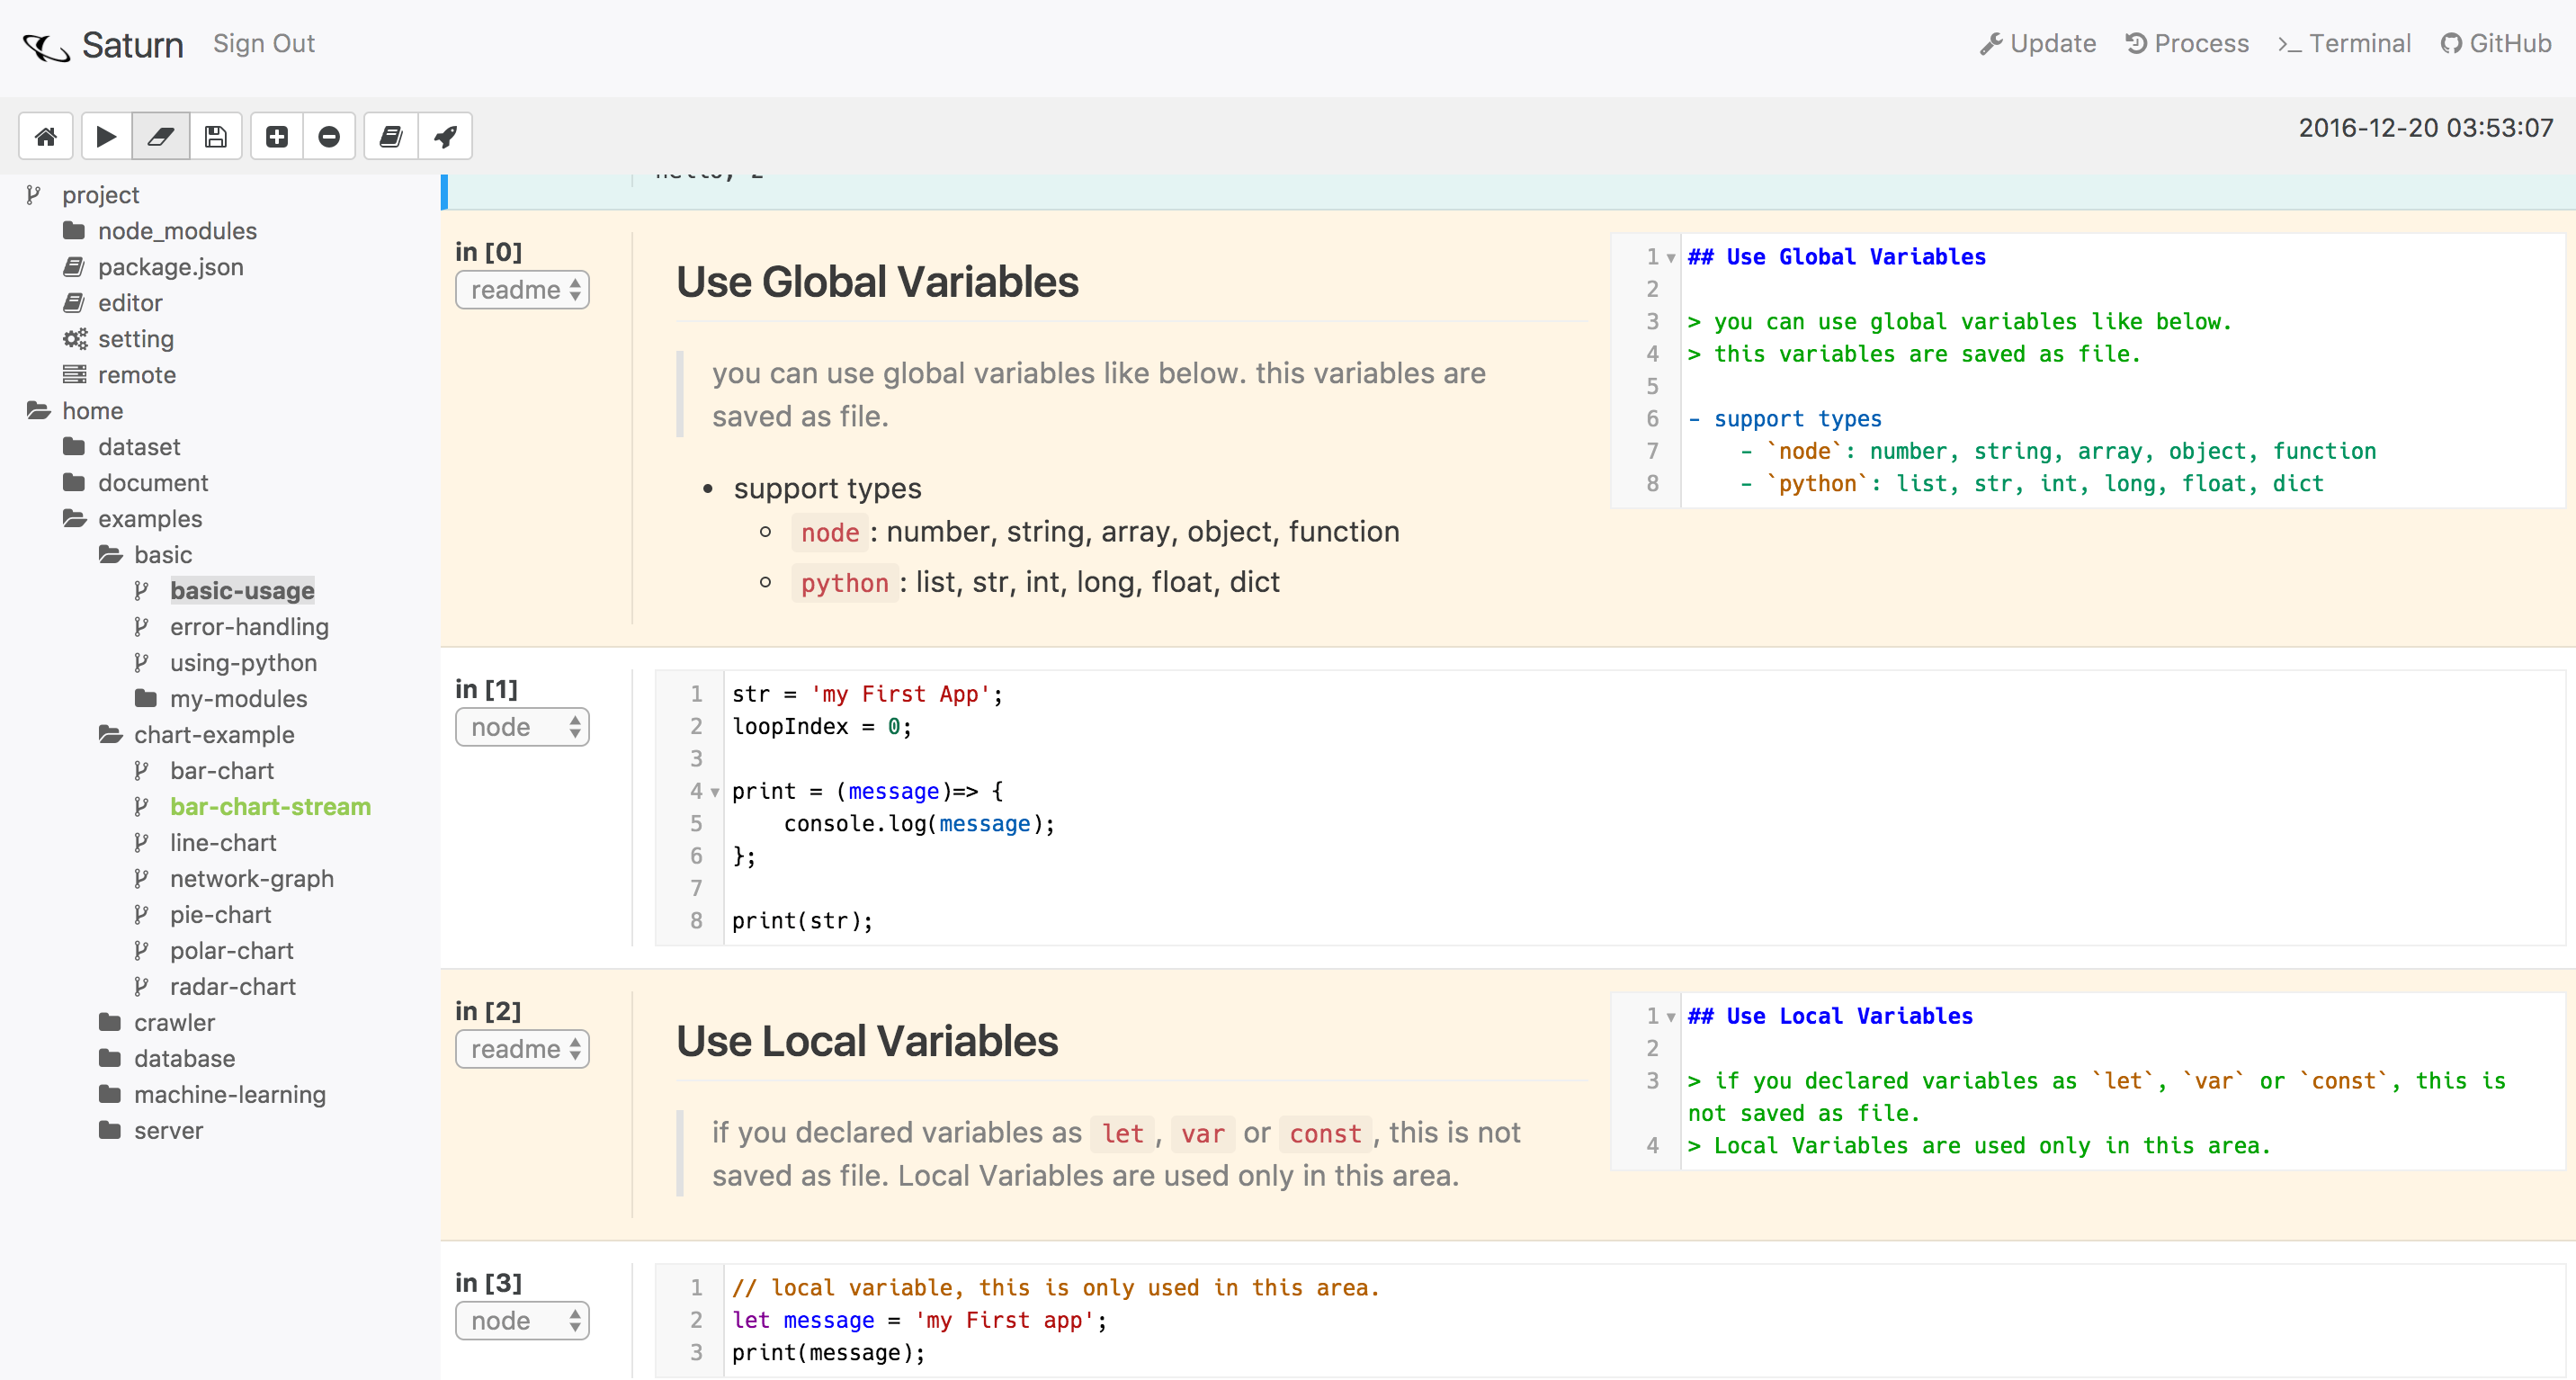 Saturn Sign Out Update Process >_ Terminal GitHub
2016-12-20 03:53:07
project
node_modules
package.json
editor
setting
remote
home
dataset
document
examples
basic
basic-usage
error-handling
using-python
my-modules
chart-example
bar-chart
bar-chart-stream
line-chart
network-graph
pie-chart
polar-chart
radar-chart
crawler
database
machine-learning
server
hello, 2
in [0]
readme
Use Global Variables
you can use global variables like below. this variables are
saved as file.
• support types
node : number, string, array, object, function
python : list, str, int, long, float, dict
1 ## Use Global Variables
2
3 > you can use global variables like below.
4 > this variables are saved as file.
5
6 - support types
7 - `node`: number, string, array, object, function
8 - `python`: list, str, int, long, float, dict
in [1]
node
1 str = 'my First App';
2 loopIndex = 0;
3
4 print = (message)=> {
5 console.log(message);
6 };
7
8 print(str);
in [2]
readme
Use Local Variables
if you declared variables as let , var or const , this is not
saved as file. Local Variables are used only in this area.
1 ## Use Local Variables
2
3 > if you declared variables as `let`, `var` or `const`, this is
not saved as file.
4 > Local Variables are used only in this area.
in [3]
node
1 // local variable, this is only used in this area.
2 let message = 'my First app';
3 print(message);